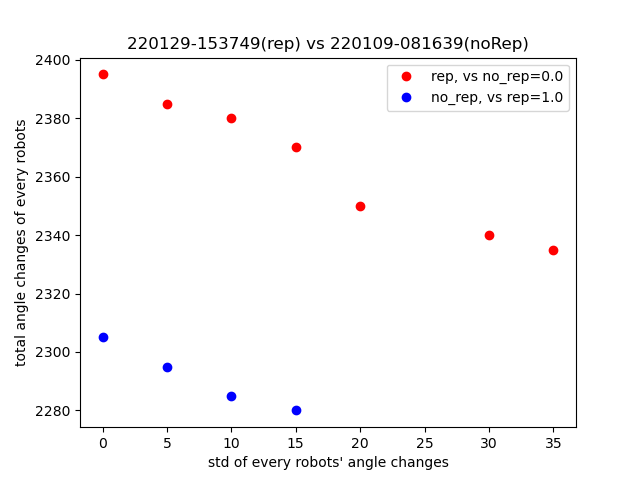 220129-153749(rep) vs 220109-081639(noRep)
rep, vs no_rep=0.0
no_rep, vs rep=1.0
total angle changes of every robots
2400
2380
2360
2340
2320
2300
2280
0 5 10 15 20 25 30 35
std of every robots' angle changes